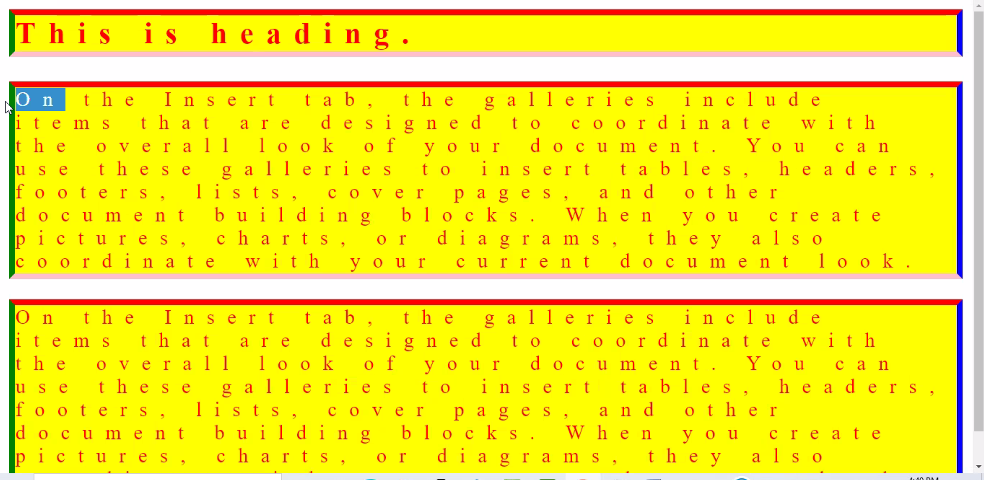 This is heading.
On the Insert tab, the galleries include
items that are designed to coordinate with
the overall look of your document. You can
use these galleries to insert tables, headers,
footers, lists, cover pages, and other
document building blocks. When you create
pictures, charts, or diagrams, they also
coordinate with your current document look.
On the Insert tab, the galleries include
items that are designed to coordinate with
the overall look of your document. You can
use these galleries to insert tables, headers,
footers, lists, cover pages, and other
document building blocks. When you create
pictures, charts, or diagrams, they also